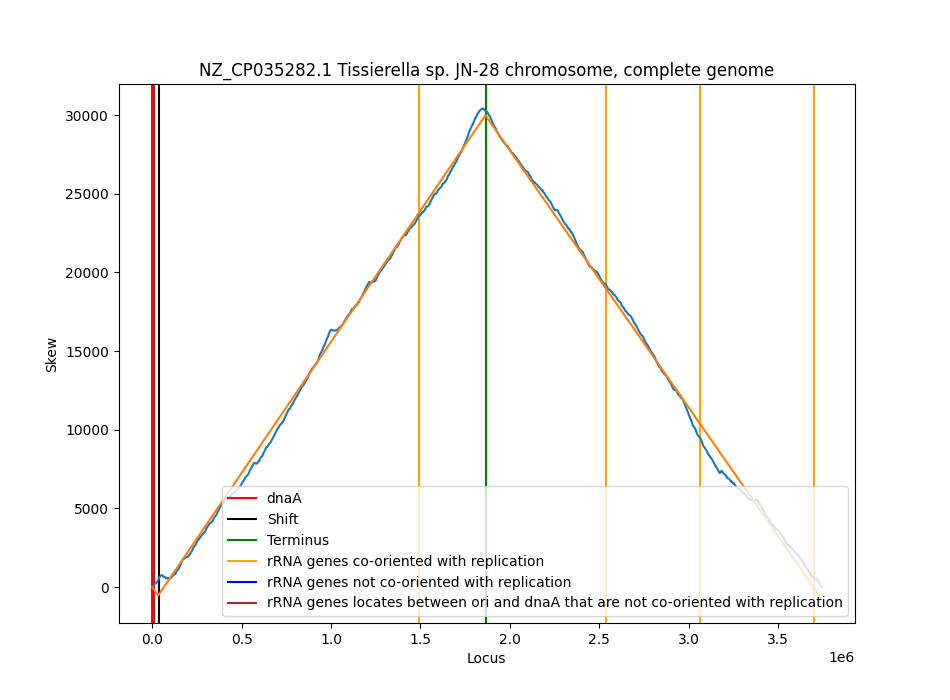 NZ_CP035282.1 Tissierella sp. JN-28 chromosome, complete genome
30000
25000
20000
15000
10000
5000
0
Skew
dnaA
Shift
Terminus
rRNA genes co-oriented with replication
rRNA genes not co-oriented with replication
rRNA genes locates between ori and dnaA that are not co-oriented with replication
0.0 0.5 1.0 1.5 2.0 2.5 3.0 3.5
Locus
1e6